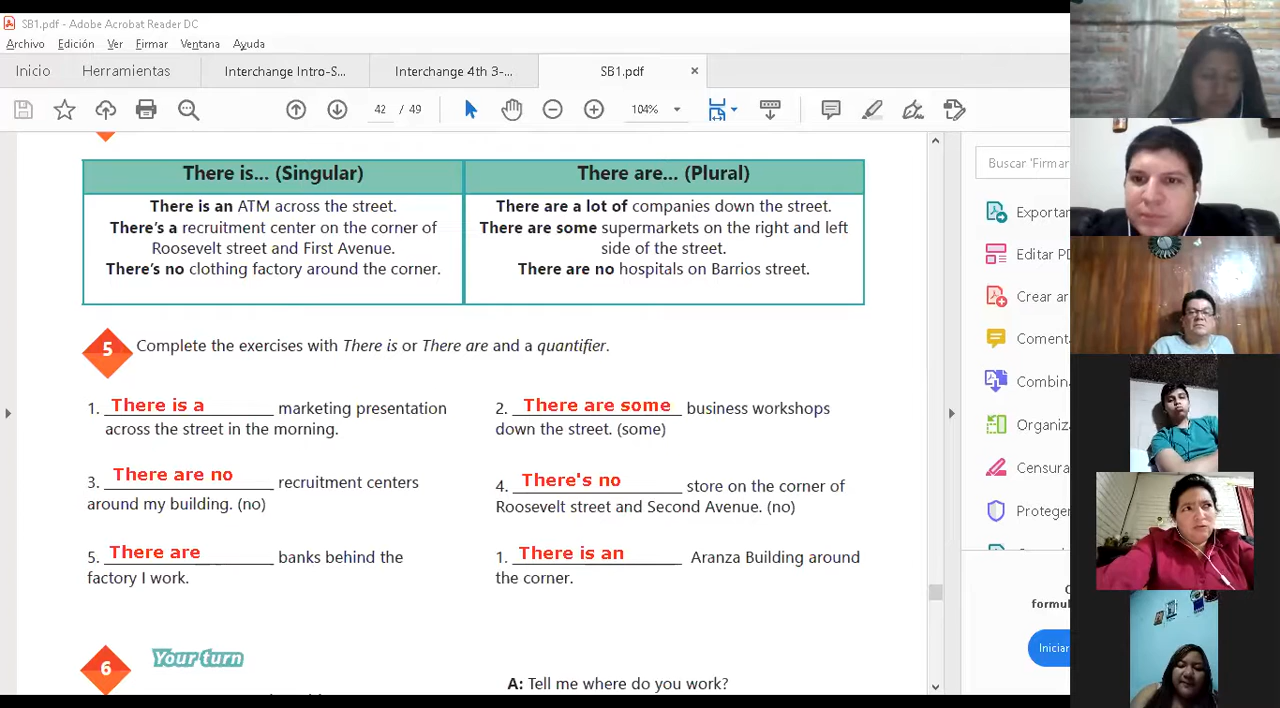 SB1.pdf - Adobe Acrobat Reader DC
Archivo Edición Ver Firmar Ventana Ayuda
Inicio Herramientas Interchange Intro-S... Interchange 4th 3-... SB1.pdf ×
42 / 49 104%
There is... (Singular) There are... (Plural)
There is an ATM across the street.
There's a recruitment center on the corner of
Roosevelt street and First Avenue.
There's no clothing factory around the corner.
There are a lot of companies down the street.
There are some supermarkets on the right and left
side of the street.
There are no hospitals on Barrios street.
5 Complete the exercises with There is or There are and a quantifier.
1. There is a marketing presentation
across the street in the morning.
2. There are some business workshops
down the street. (some)
3. There are no recruitment centers
around my building. (no)
4. There's no store on the corner of
Roosevelt street and Second Avenue. (no)
5. There are banks behind the
factory I work.
1. There is an Aranza Building around
the corner.
6 Your turn
A: Tell me where do you work?
Buscar 'Firmar
Exportar
Editar PD
Crear ar
Comenta
Combina
Organiza
Censura
Proteger
formul
Iniciar